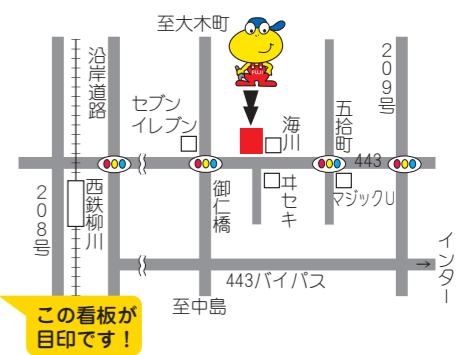 至大木町
FUJI
209号
沿岸道路
セブン
イレブン
海川
五拾町
443
208号
西鉄柳川
御仁橋
ヰセキ
マジックU
インター
→
443バイパス
至中島
この看板が
目印です！